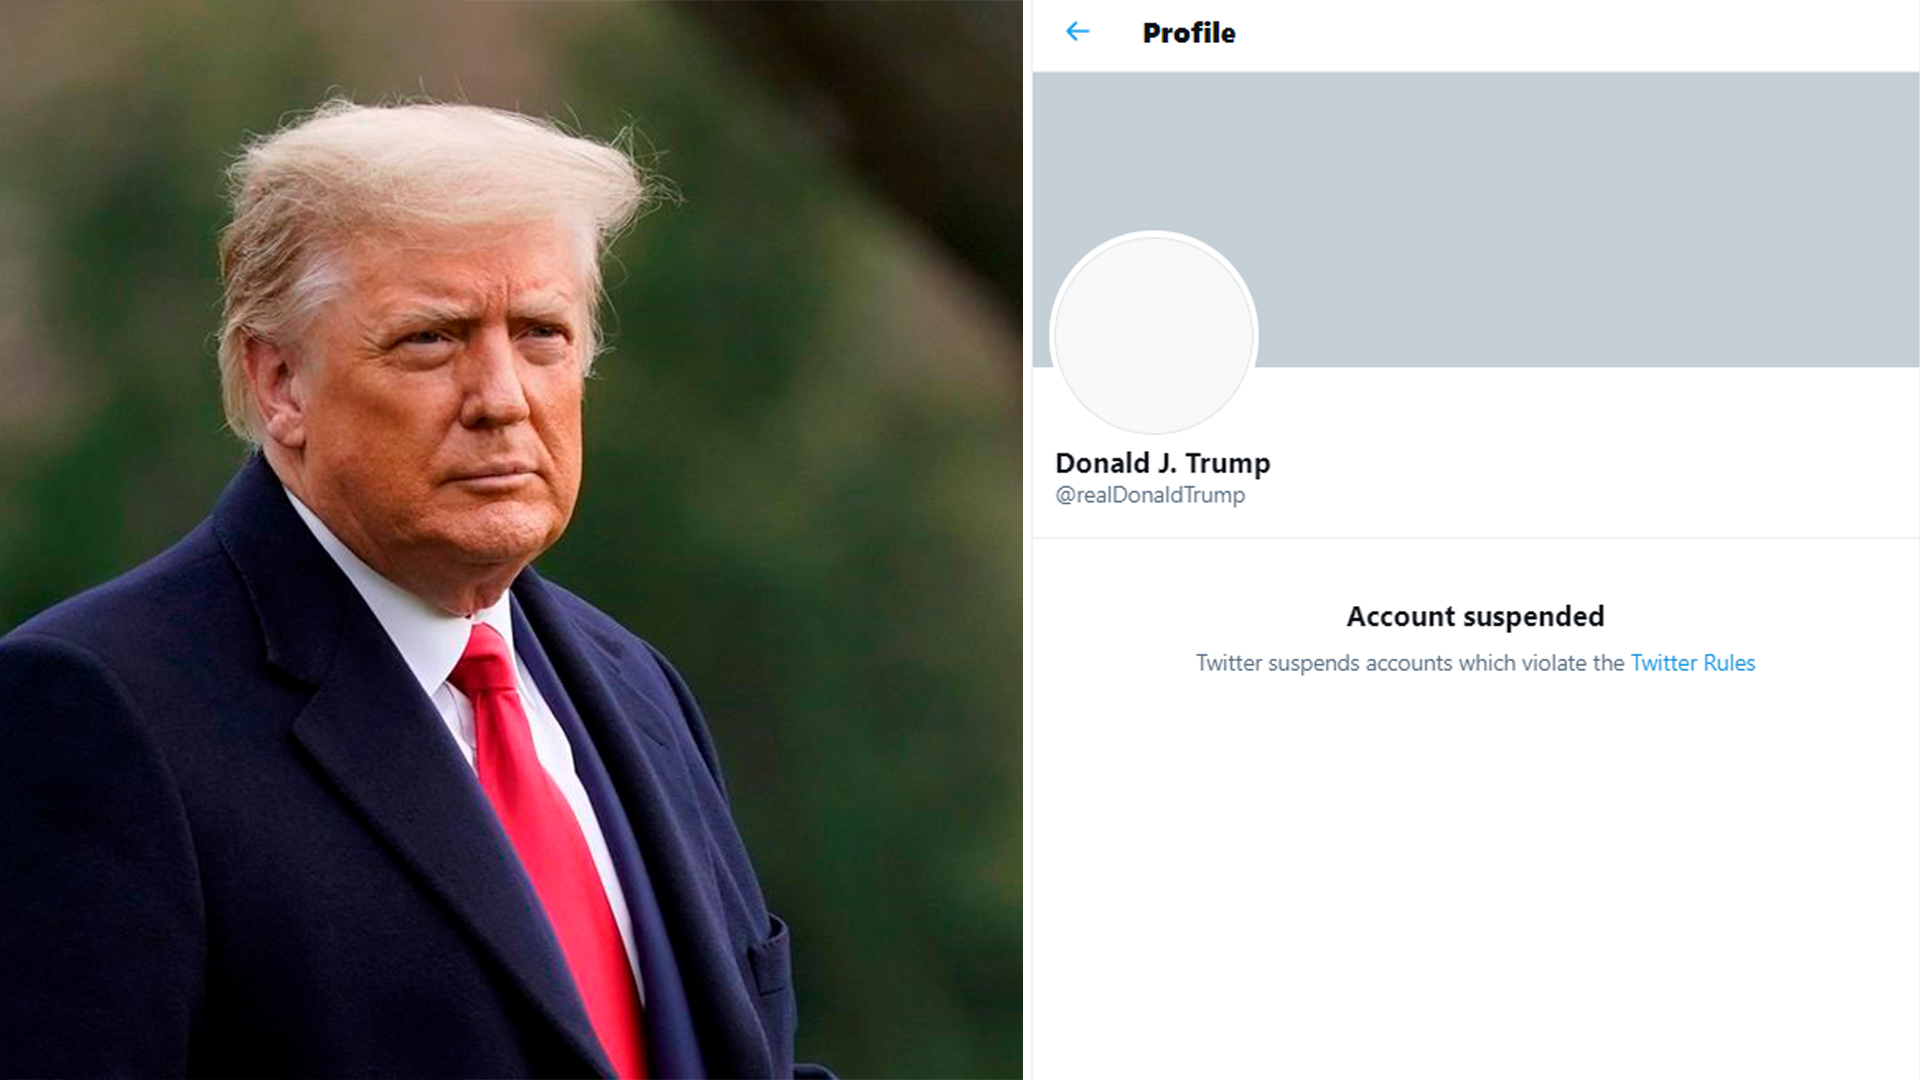 Profile
Donald J. Trump
@realDonaldTrump
Account suspended
Twitter suspends accounts which violate the Twitter Rules